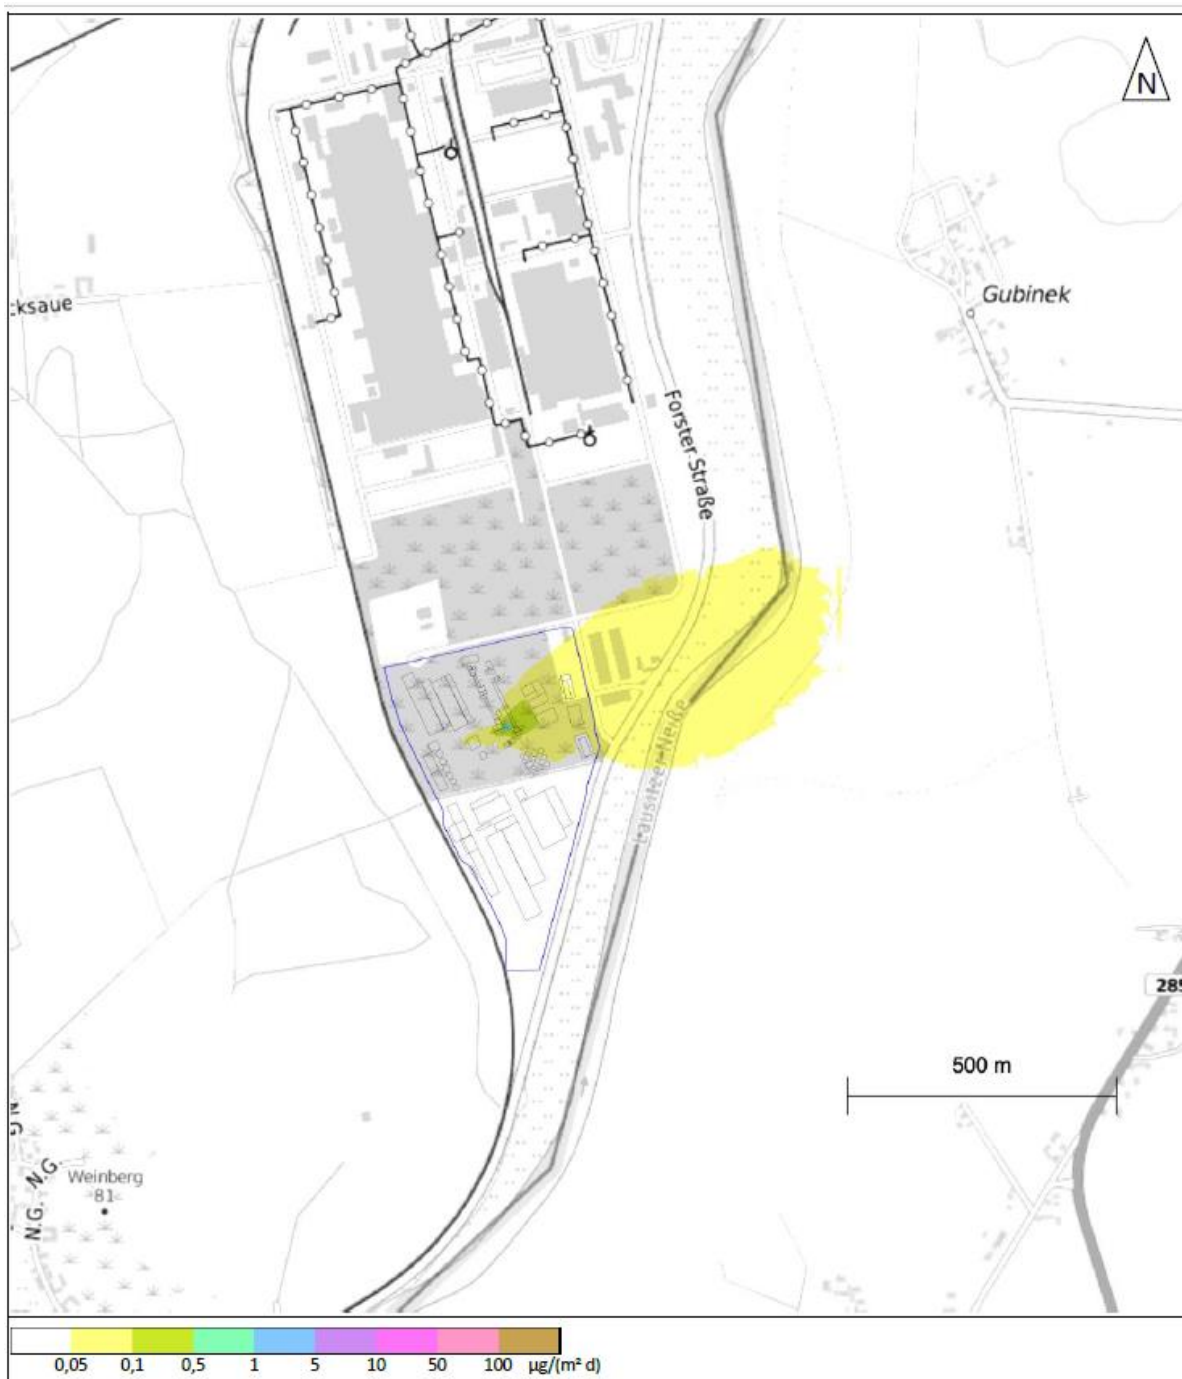 N
cksaue
Gubinek
Forster Straße
Lausitzer Neiße
285
500 m
Weinberg
81
N.G.
N.G.
0,05 0,1 0,5 1 5 10 50 100 µg/(m² d)